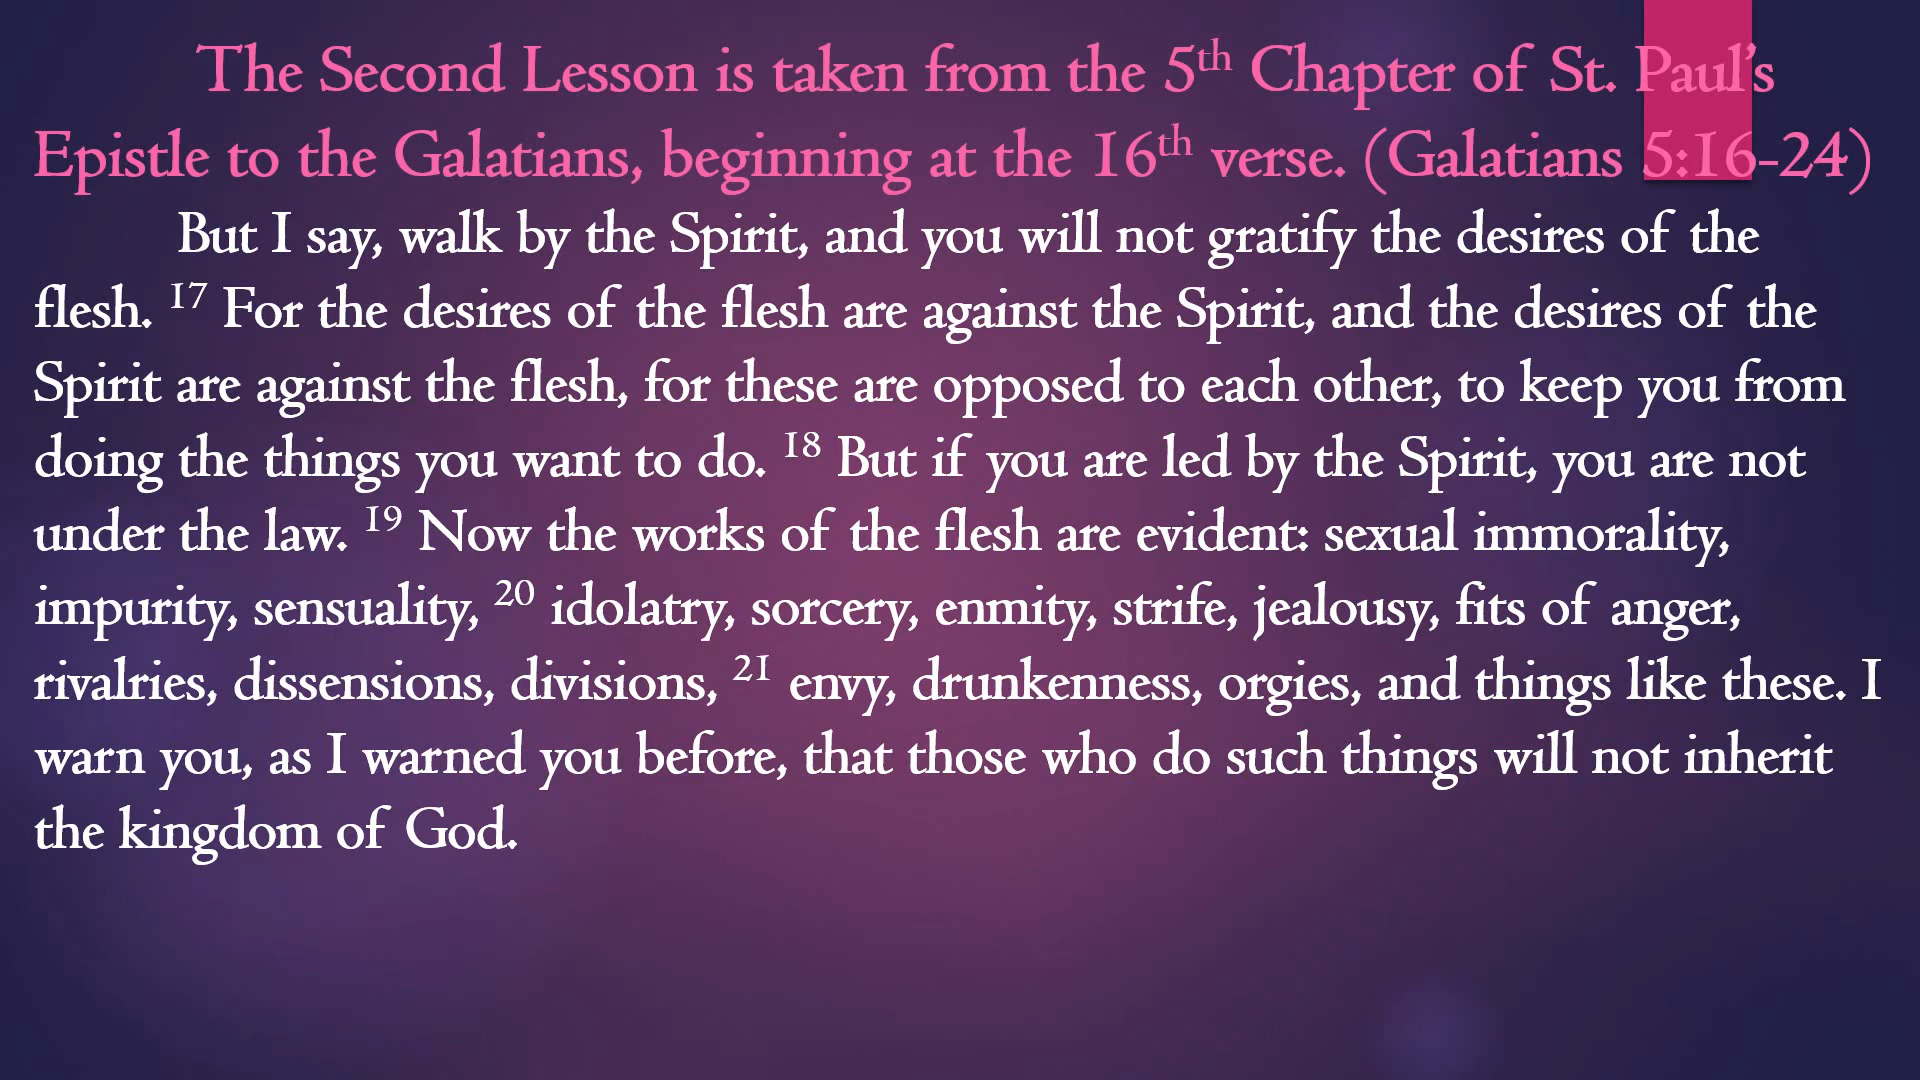 The Second Lesson is taken from the 5th Chapter of St. Paul’s
Epistle to the Galatians, beginning at the 16th verse. (Galatians 5:16-24)
But I say, walk by the Spirit, and you will not gratify the desires of the
flesh. 17 For the desires of the flesh are against the Spirit, and the desires of the
Spirit are against the flesh, for these are opposed to each other, to keep you from
doing the things you want to do. 18 But if you are led by the Spirit, you are not
under the law. 19 Now the works of the flesh are evident: sexual immorality,
impurity, sensuality, 20 idolatry, sorcery, enmity, strife, jealousy, fits of anger,
rivalries, dissensions, divisions, 21 envy, drunkenness, orgies, and things like these. I
warn you, as I warned you before, that those who do such things will not inherit
the kingdom of God.